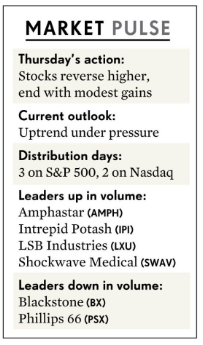 MARKET PULSE
Thursday's action:
Stocks reverse higher,
end with modest gains
Current outlook:
Uptrend under pressure
Distribution days:
3 on S&P 500, 2 on Nasdaq
Leaders up in volume:
Amphastar (AMPH)
Intrepid Potash (IPI)
LSB Industries (LXU)
Shockwave Medical (SWAV)
Leaders down in volume:
Blackstone (BX)
Phillips 66 (PSX)